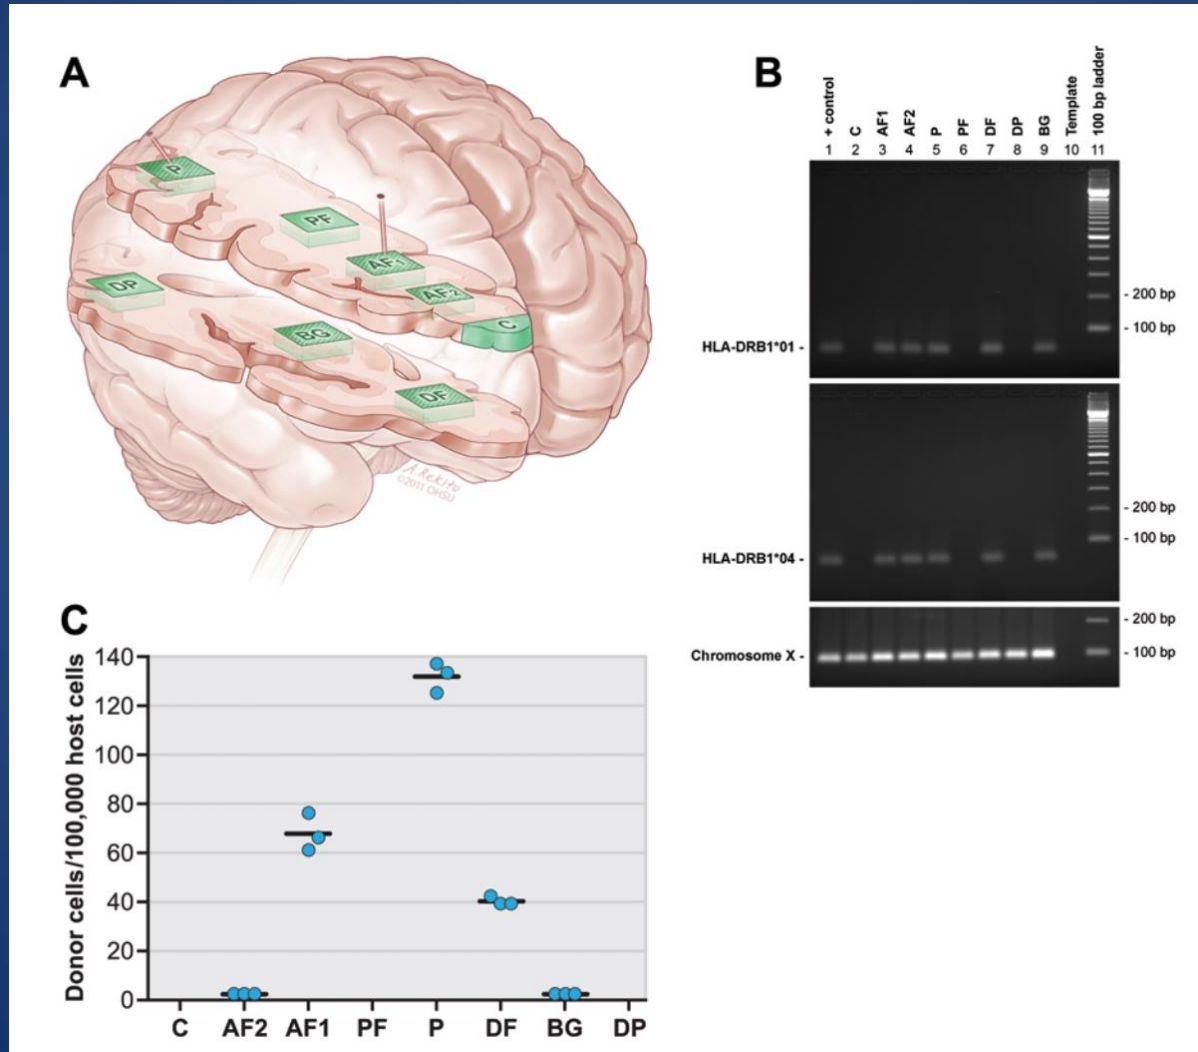 A
P
PF
AF1
AF2
C
DP
BG
DF
A.Rekito
©2011 OHSU
B
+ control
C
AF1
AF2
P
PF
DF
DP
BG
Template
100 bp ladder
1 2 3 4 5 6 7 8 9 10 11
- 200 bp
- 100 bp
HLA-DRB1*01 -
- 200 bp
- 100 bp
HLA-DRB1*04 -
- 200 bp
- 100 bp
Chromosome X -
C
Donor cells/100,000 host cells
140
120
100
80
60
40
20
0
C AF2 AF1 PF P DF BG DP